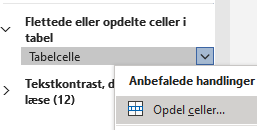 Flettede eller opdelte celler i
tabel
Tabelcelle
Anbefalede handlinger
Tekstkontrast, d
læse (12)
Opdel celler...